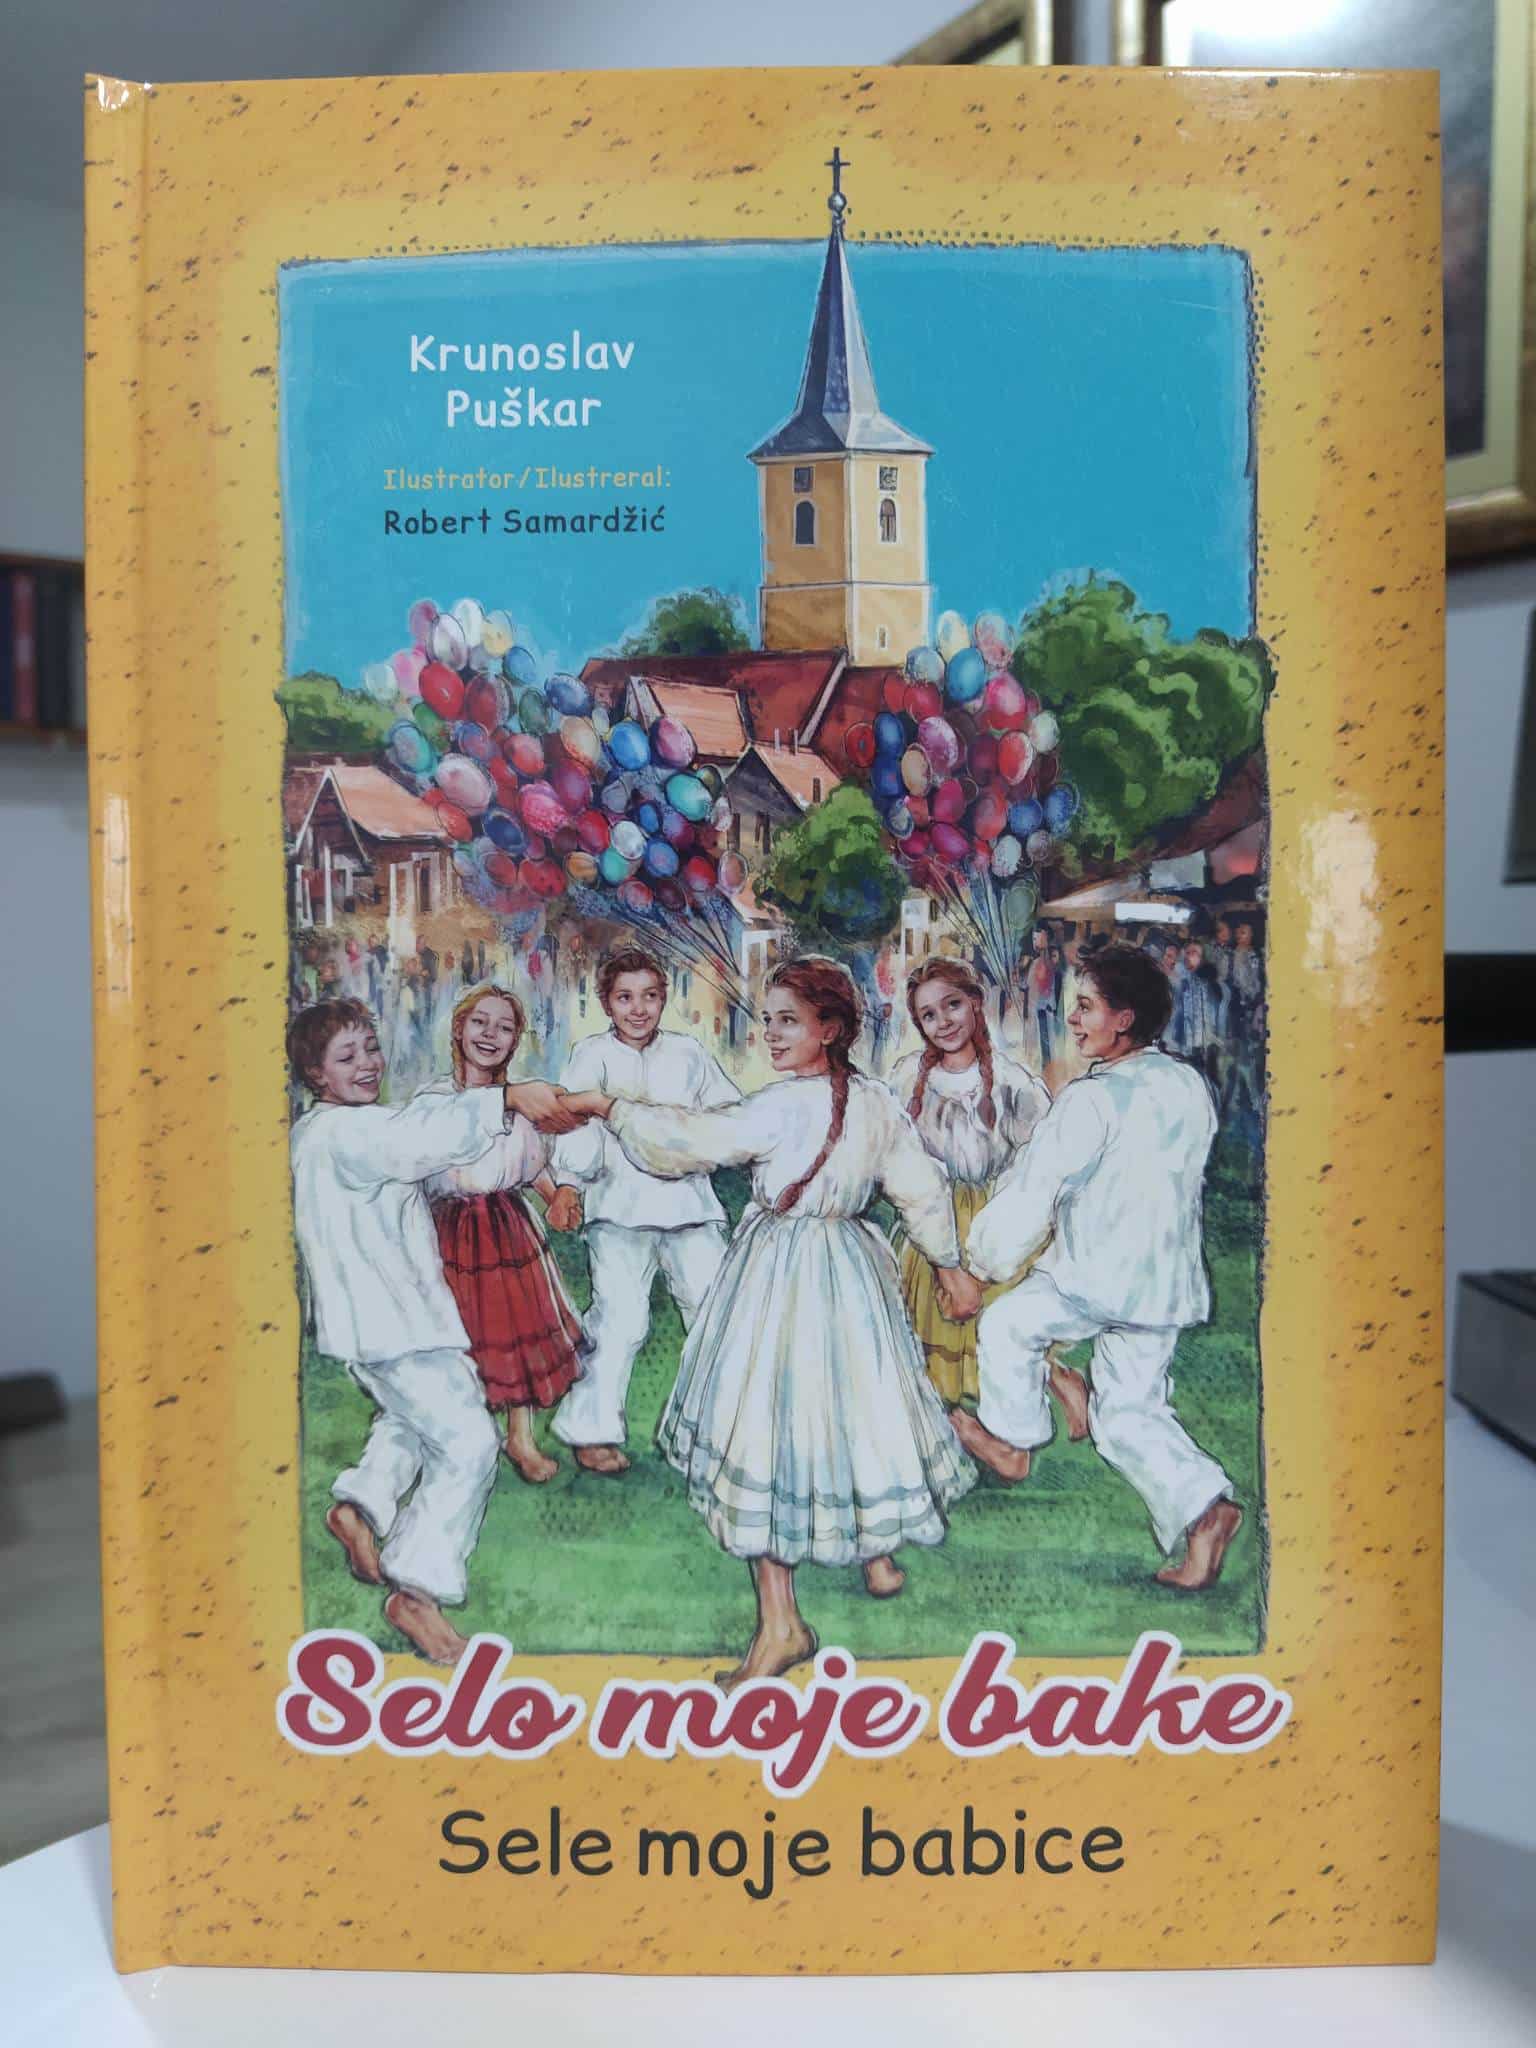 Krunoslav
Puškar
Ilustrator/Ilustreral:
Robert Samardžić
Selo moje bake
Sele moje babice